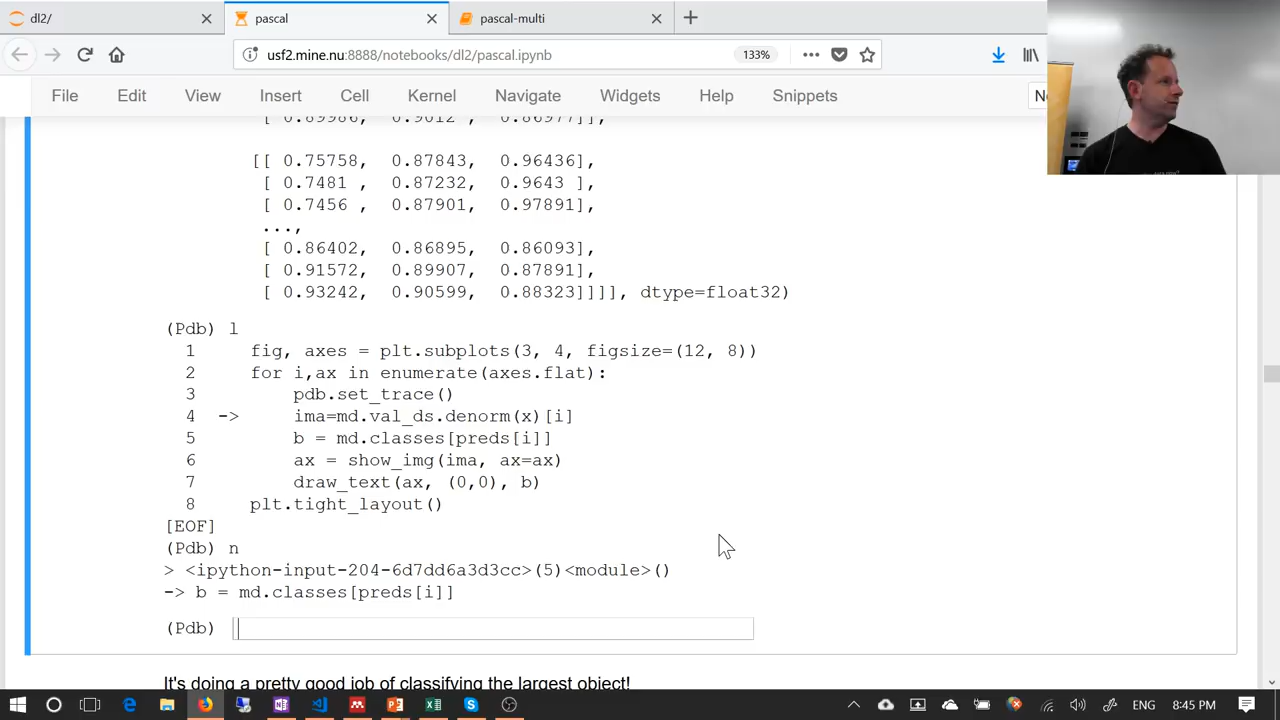 dl2/
pascal
pascal-multi
usf2.mine.nu:8888/notebooks/dl2/pascal.ipynb
133%
File Edit View Insert Cell Kernel Navigate Widgets Help Snippets
[ 0.89986, 0.9012 , 0.86977]],
[[ 0.75758, 0.87843, 0.96436],
[ 0.7481 , 0.87232, 0.9643 ],
[ 0.7456 , 0.87901, 0.97891],
...,
[ 0.86402, 0.86895, 0.86093],
[ 0.91572, 0.89907, 0.87891],
[ 0.93242, 0.90599, 0.88323]]]], dtype=float32)
(Pdb) l
1 fig, axes = plt.subplots(3, 4, figsize=(12, 8))
2 for i,ax in enumerate(axes.flat):
3 pdb.set_trace()
4 -> ima=md.val_ds.denorm(x)[i]
5 b = md.classes[preds[i]]
6 ax = show_img(ima, ax=ax)
7 draw_text(ax, (0,0), b)
8 plt.tight_layout()
[EOF]
(Pdb) n
> <ipython-input-204-6d7dd6a3d3cc>(5)<module>()
-> b = md.classes[preds[i]]
(Pdb)
It's doing a pretty good job of classifying the largest object!
ENG 8:45 PM